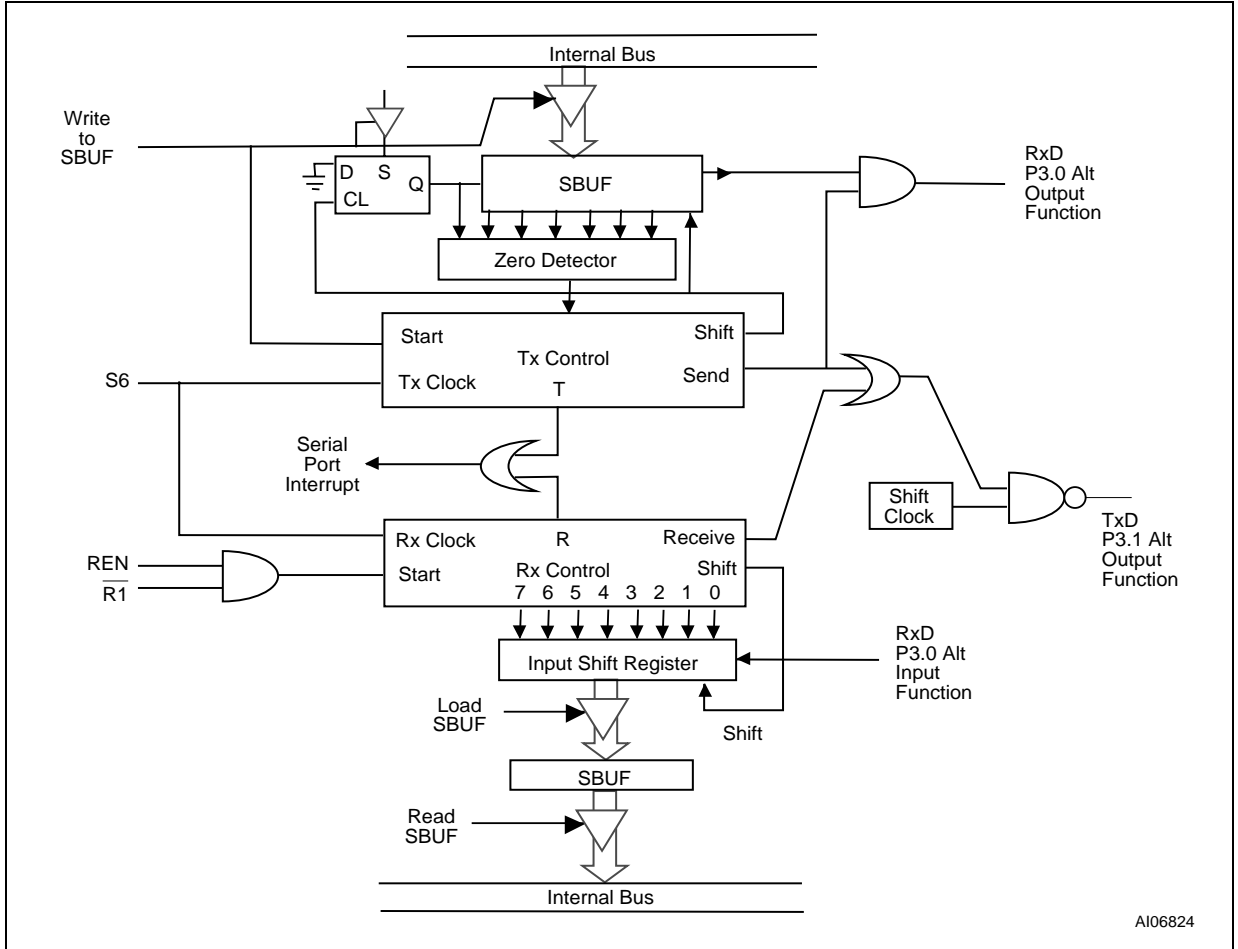 Internal Bus
Write
to
SBUF
D S
Q
CL
SBUF
RxD
P3.0 Alt
Output
Function
Zero Detector
Start
Shift
Tx Control
S6
Tx Clock
Send
T
Serial
Port
Interrupt
Shift
Clock
TxD
P3.1 Alt
Output
Function
Rx Clock
R
Receive
REN
R1
Start
Rx Control
Shift
7 6 5 4 3 2 1 0
RxD
P3.0 Alt
Input
Function
Input Shift Register
Load
SBUF
Shift
SBUF
Read
SBUF
Internal Bus
AI06824